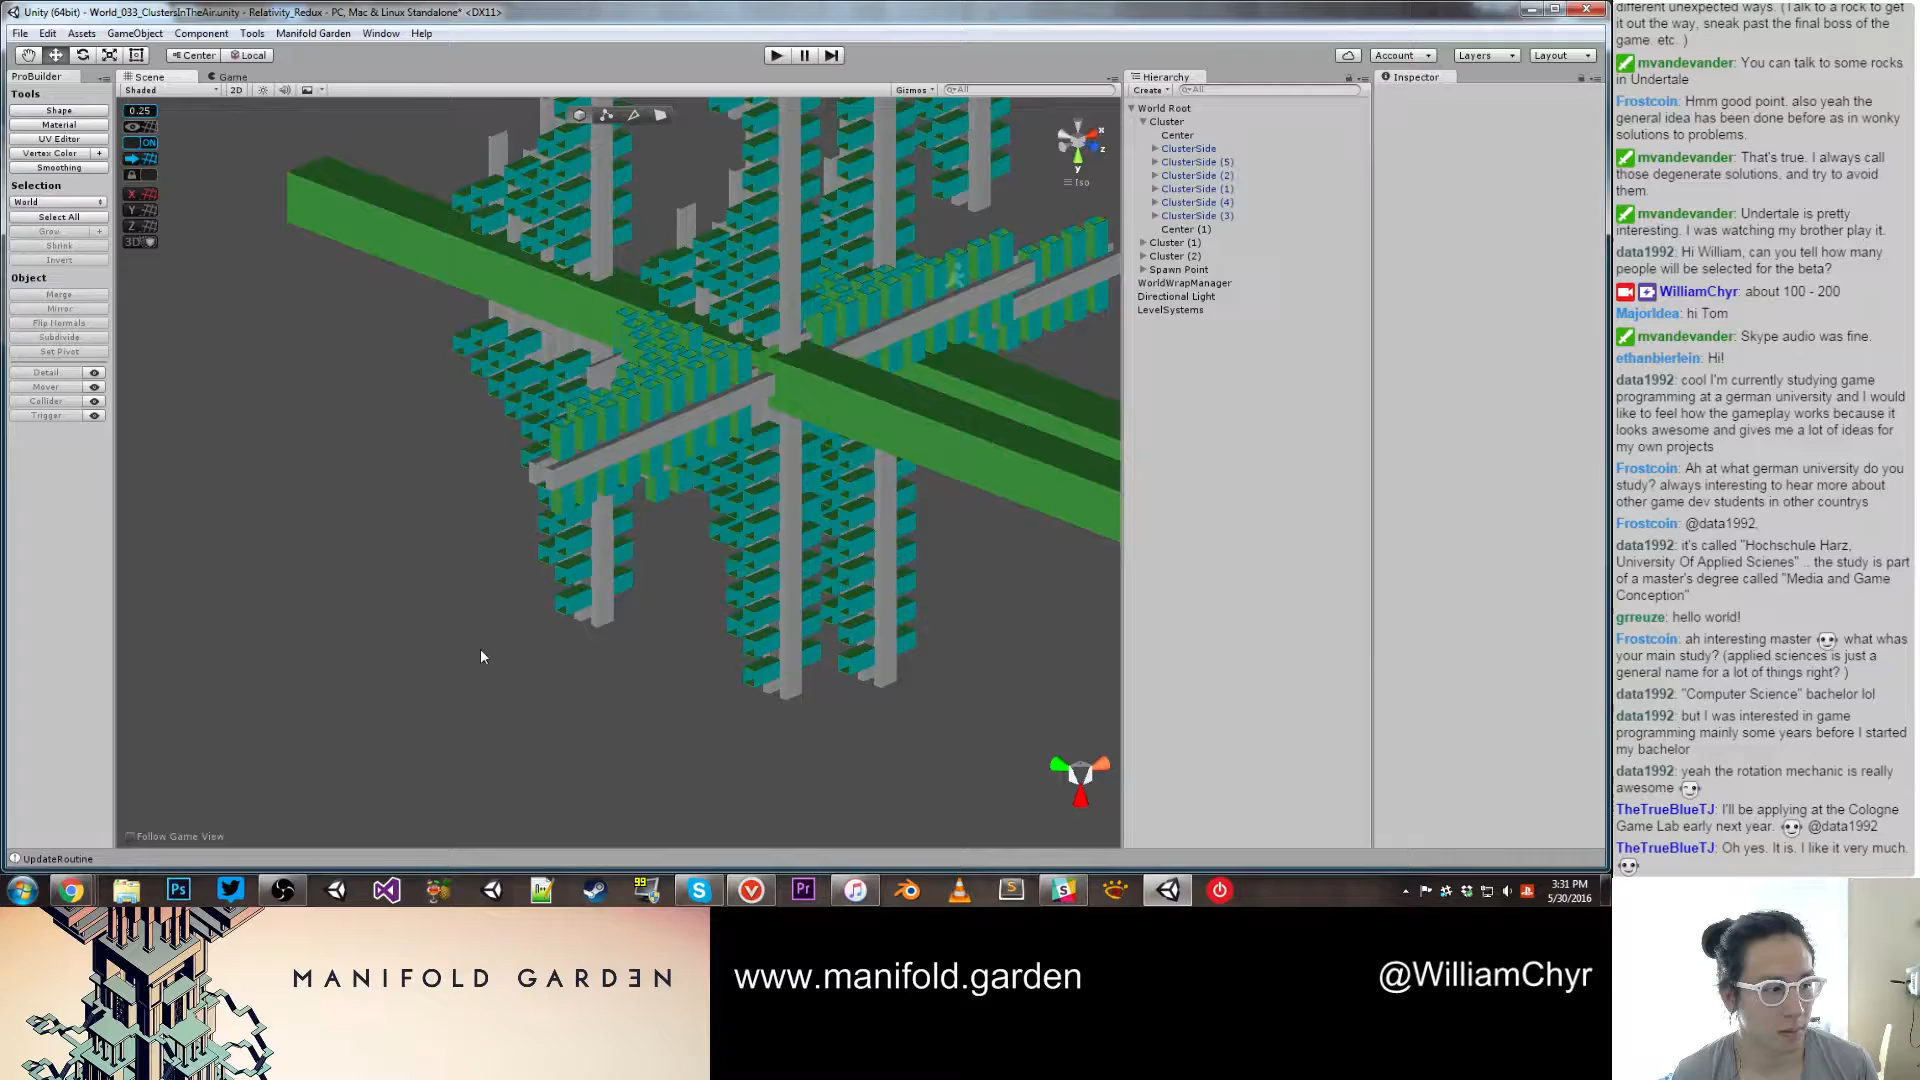 Unity (64bit) - World_033_ClustersInTheAir.unity - Relativity_Redux - PC, Mac & Linux Standalone* <DX11>
File Edit Assets GameObject Component Tools Manifold Garden Window Help
Center Local Account Layers Layout
ProBuilder Scene Game Hierarchy Inspector
Shaded 2D Gizmos All Create All
Tools
Shape
Material
UV Editor
Vertex Color +
Smoothing
Selection
World
Select All
Grow +
Shrink
Invert
Object
Merge
Mirror
Flip Normals
Subdivide
Set Pivot
Detail
Mover
Collider
Trigger
0.25
ON
X
Y
Z
3D
x
z
y
Iso
Follow Game View
UpdateRoutine
World Root
Cluster
Center
ClusterSide
ClusterSide (5)
ClusterSide (2)
ClusterSide (1)
ClusterSide (4)
ClusterSide (3)
Center (1)
Cluster (1)
Cluster (2)
Spawn Point
WorldWrapManager
Directional Light
LevelSystems
different unexpected ways. (Talk to a rock to get
it out the way, sneak past the final boss of the
game. etc. )
mvandevander: You can talk to some rocks
in Undertale
Frostcoin: Hmm good point. also yeah the
general idea has been done before as in wonky
solutions to problems.
mvandevander: That's true. I always call
those degenerate solutions, and try to avoid
them.
mvandevander: Undertale is pretty
interesting. I was watching my brother play it.
data1992: Hi William, can you tell how many
people will be selected for the beta?
WilliamChyr: about 100 - 200
MajorIdea: hi Tom
mvandevander: Skype audio was fine.
ethanbierlein: Hi!
data1992: cool I'm currently studying game
programming at a german university and I would
like to feel how the gameplay works because it
looks awesome and gives me a lot of ideas for
my own projects
Frostcoin: Ah at what german university do you
study? always interesting to hear more about
other game dev students in other countrys
Frostcoin: @data1992,
data1992: it's called "Hochschule Harz,
University Of Applied Scienes" .. the study is part
of a master's degree called "Media and Game
Conception"
grreuze: hello world!
Frostcoin: ah interesting master what whas
your main study? (applied sciences is just a
general name for a lot of things right? )
data1992: "Computer Science" bachelor lol
data1992: but I was interested in game
programming mainly some years before I started
my bachelor
data1992: yeah the rotation mechanic is really
awesome
TheTrueBlueTJ: I'll be applying at the Cologne
Game Lab early next year. @data1992
TheTrueBlueTJ: Oh yes. It is. I like it very much.
Ps 99 Pr S
3:31 PM
5/30/2016
MANIFOLD GARDEN
www.manifold.garden
@WilliamChyr